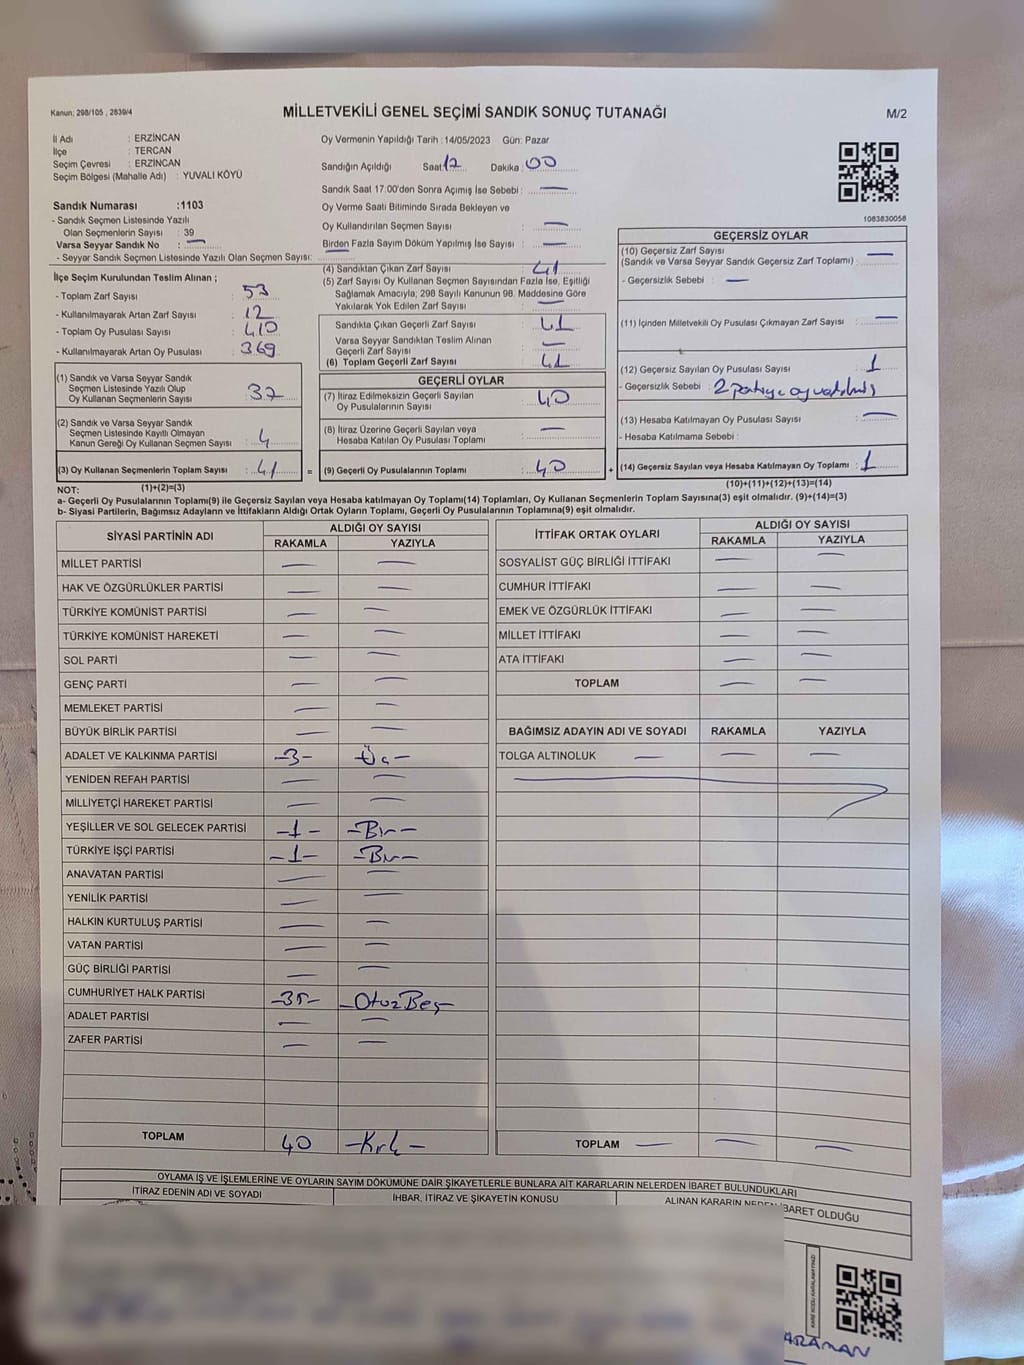 Kanun; 298/105 , 2839/4
MİLLETVEKİLİ GENEL SEÇİMİ SANDIK SONUÇ TUTANAĞI
M/2
İl Adı : ERZİNCAN
İlçe : TERCAN
Seçim Çevresi : ERZİNCAN
Seçim Bölgesi (Mahalle Adı) : YUVALI KÖYÜ
Sandık Numarası :1103
- Sandık Seçmen Listesinde Yazılı
Olan Seçmenlerin Sayısı : 39
Varsa Seyyar Sandık No : —
- Seyyar Sandık Seçmen Listesinde Yazılı Olan Seçmen Sayısı:
Oy Vermenin Yapıldığı Tarih : 14/05/2023 Gün: Pazar
Sandığın Açıldığı Saat 12 Dakika 00
Sandık Saat 17:00'den Sonra Açımış İse Sebebi : —
Oy Verme Saati Bitiminde Sırada Bekleyen ve
Oy Kullandırılan Seçmen Sayısı : —
Birden Fazla Sayım Döküm Yapılmış İse Sayısı : —
1083830058
İlçe Seçim Kurulundan Teslim Alınan ;
- Toplam Zarf Sayısı : 53
- Kullanılmayarak Artan Zarf Sayısı : 12
- Toplam Oy Pusulası Sayısı : 410
- Kullanılmayarak Artan Oy Pusulası : 369
(1) Sandık ve Varsa Seyyar Sandık
Seçmen Listesinde Yazılı Olup
Oy Kullanan Seçmenlerin Sayısı : 37
(2) Sandık ve Varsa Seyyar Sandık
Seçmen Listesinde Kayıtlı Olmayan
Kanun Gereği Oy Kullanan Seçmen Sayısı : 4
(3) Oy Kullanan Seçmenlerin Toplam Sayısı : 41 =
(1)+(2)=(3)
(4) Sandıktan Çıkan Zarf Sayısı : 41
(5) Zarf Sayısı Oy Kullanan Seçmen Sayısından Fazla İse, Eşitliği
Sağlamak Amacıyla; 298 Sayılı Kanunun 98. Maddesine Göre
Yakılarak Yok Edilen Zarf Sayısı : —
Sandıkta Çıkan Geçerli Zarf Sayısı : 41
Varsa Seyyar Sandıktan Teslim Alınan
Geçerli Zarf Sayısı : —
(6) Toplam Geçerli Zarf Sayısı : 41
GEÇERLİ OYLAR
(7) İtiraz Edilmeksizin Geçerli Sayılan
Oy Pusulalarının Sayısı : 40
(8) İtiraz Üzerine Geçerli Sayılan veya
Hesaba Katılan Oy Pusulası Toplamı : —
(9) Geçerli Oy Pusulalarının Toplamı : 40 +
GEÇERSİZ OYLAR
(10) Geçersiz Zarf Sayısı
(Sandık ve Varsa Seyyar Sandık Geçersiz Zarf Toplamı) : —
- Geçersizlik Sebebi : —
(11) İçinden Milletvekili Oy Pusulası Çıkmayan Zarf Sayısı : —
(12) Geçersiz Sayılan Oy Pusulası Sayısı : 1
- Geçersizlik Sebebi : 2 partiye oy verilmiş
(13) Hesaba Katılmayan Oy Pusulası Sayısı : —
- Hesaba Katılmama Sebebi :
(14) Geçersiz Sayılan veya Hesaba Katılmayan Oy Toplamı : 1
(10)+(11)+(12)+(13)=(14)
NOT:
a- Geçerli Oy Pusulalarının Toplamı(9) ile Geçersiz Sayılan veya Hesaba katılmayan Oy Toplamı(14) Toplamları, Oy Kullanan Seçmenlerin Toplam Sayısına(3) eşit olmalıdır. (9)+(14)=(3)
b- Siyasi Partilerin, Bağımsız Adayların ve İttifakların Aldığı Ortak Oyların Toplamı, Geçerli Oy Pusulalarının Toplamına(9) eşit olmalıdır.
SİYASİ PARTİNİN ADI ALDIĞI OY SAYISI
RAKAMLA YAZIYLA
MİLLET PARTİSİ — —
HAK VE ÖZGÜRLÜKLER PARTİSİ — —
TÜRKİYE KOMÜNİST PARTİSİ — —
TÜRKİYE KOMÜNİST HAREKETİ — —
SOL PARTİ — —
GENÇ PARTİ — —
MEMLEKET PARTİSİ — —
BÜYÜK BİRLİK PARTİSİ — —
ADALET VE KALKINMA PARTİSİ -3- -Üç-
YENİDEN REFAH PARTİSİ — —
MİLLİYETÇİ HAREKET PARTİSİ — —
YEŞİLLER VE SOL GELECEK PARTİSİ -1- -Bir-
TÜRKİYE İŞÇİ PARTİSİ -1- -Bir-
ANAVATAN PARTİSİ — —
YENİLİK PARTİSİ — —
HALKIN KURTULUŞ PARTİSİ — —
VATAN PARTİSİ — —
GÜÇ BİRLİĞİ PARTİSİ — —
CUMHURİYET HALK PARTİSİ -35- -OtuzBeş-
ADALET PARTİSİ — —
ZAFER PARTİSİ — —
TOPLAM 40 -Kırk-
İTTİFAK ORTAK OYLARI ALDIĞI OY SAYISI
RAKAMLA YAZIYLA
SOSYALİST GÜÇ BİRLİĞİ İTTİFAKI — —
CUMHUR İTTİFAKI — —
EMEK VE ÖZGÜRLÜK İTTİFAKI — —
MİLLET İTTİFAKI — —
ATA İTTİFAKI — —
TOPLAM — —
BAĞIMSIZ ADAYIN ADI VE SOYADI RAKAMLA YAZIYLA
TOLGA ALTINOLUK — — —
TOPLAM — — —
OYLAMA İŞ VE İŞLEMLERİNE VE OYLARIN SAYIM DÖKÜMÜNE DAİR ŞİKAYETLERLE BUNLARA AİT KARARLARIN NELERDEN İBARET BULUNDUKLARI
İTİRAZ EDENİN ADI VE SOYADI İHBAR, İTİRAZ VE ŞİKAYETİN KONUSU ALINAN KARARIN NEDEN İBARET OLDUĞU